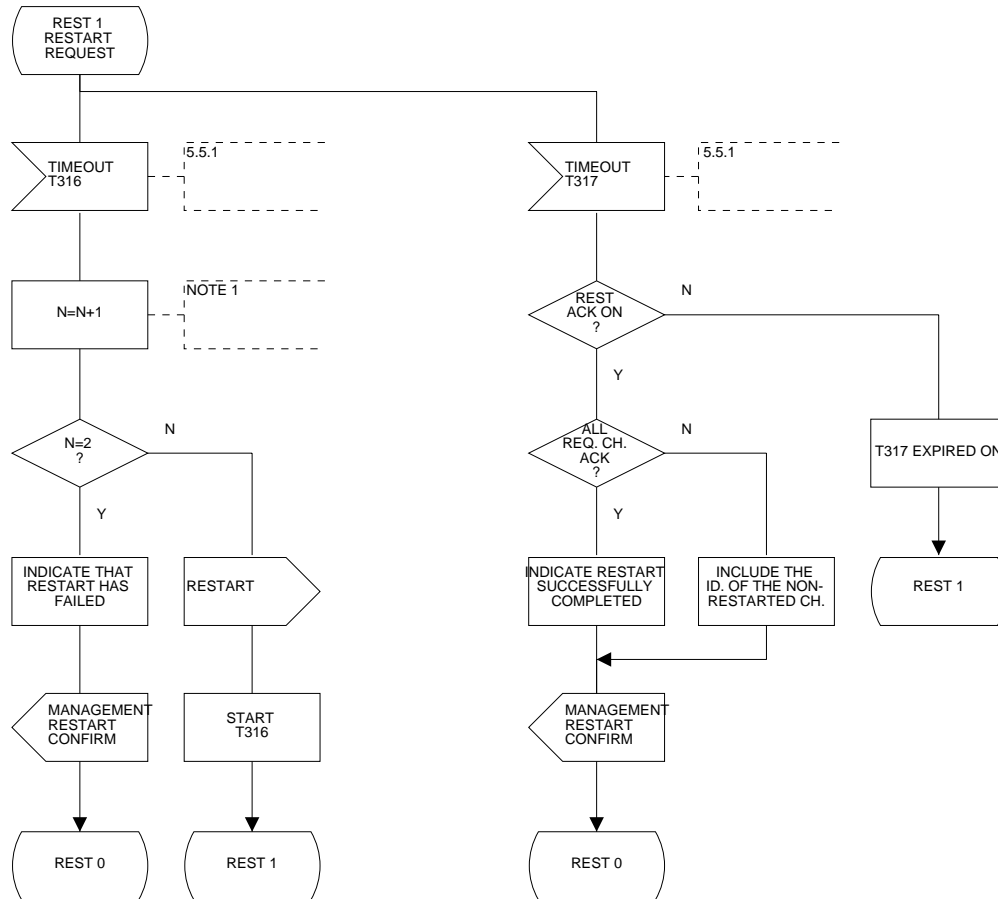 REST 1
RESTART
REQUEST
TIMEOUT
T316
5.5.1
TIMEOUT
T317
5.5.1
N=N+1
NOTE 1
REST
ACK ON
?
N
Y
N=2
?
N
Y
ALL
REQ. CH.
ACK
?
N
Y
T317 EXPIRED ON
INDICATE THAT
RESTART HAS
FAILED
RESTART
INDICATE RESTART
SUCCESSFULLY
COMPLETED
INCLUDE THE
ID. OF THE NON-
RESTARTED CH.
REST 1
MANAGEMENT
RESTART
CONFIRM
START
T316
MANAGEMENT
RESTART
CONFIRM
REST 0
REST 1
REST 0